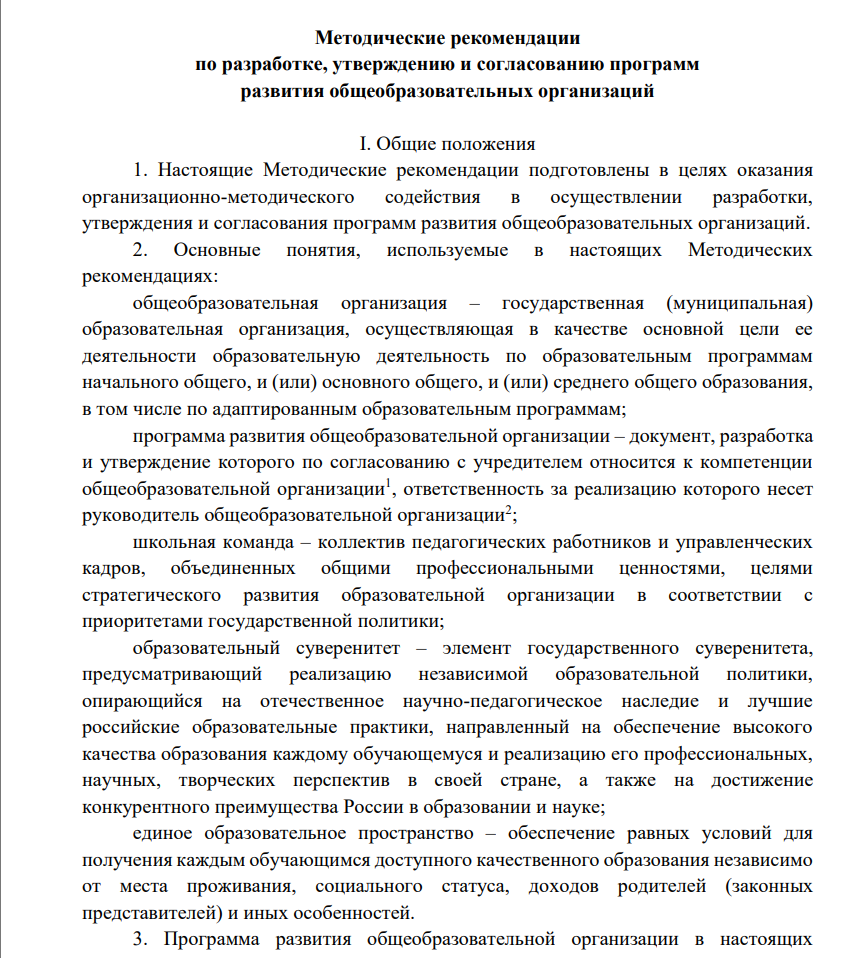 Методические рекомендации
по разработке, утверждению и согласованию программ
развития общеобразовательных организаций
I. Общие положения
1. Настоящие Методические рекомендации подготовлены в целях оказания
организационно-методического содействия в осуществлении разработки,
утверждения и согласования программ развития общеобразовательных организаций.
2. Основные понятия, используемые в настоящих Методических
рекомендациях:
общеобразовательная организация – государственная (муниципальная)
образовательная организация, осуществляющая в качестве основной цели ее
деятельности образовательную деятельность по образовательным программам
начального общего, и (или) основного общего, и (или) среднего общего образования,
в том числе по адаптированным образовательным программам;
программа развития общеобразовательной организации – документ, разработка
и утверждение которого по согласованию с учредителем относится к компетенции
общеобразовательной организации¹, ответственность за реализацию которого несет
руководитель общеобразовательной организации²;
школьная команда – коллектив педагогических работников и управленческих
кадров, объединенных общими профессиональными ценностями, целями
стратегического развития образовательной организации в соответствии с
приоритетами государственной политики;
образовательный суверенитет – элемент государственного суверенитета,
предусматривающий реализацию независимой образовательной политики,
опирающийся на отечественное научно-педагогическое наследие и лучшие
российские образовательные практики, направленный на обеспечение высокого
качества образования каждому обучающемуся и реализацию его профессиональных,
научных, творческих перспектив в своей стране, а также на достижение
конкурентного преимущества России в образовании и науке;
единое образовательное пространство – обеспечение равных условий для
получения каждым обучающимся доступного качественного образования независимо
от места проживания, социального статуса, доходов родителей (законных
представителей) и иных особенностей.
3. Программа развития общеобразовательной организации в настоящих